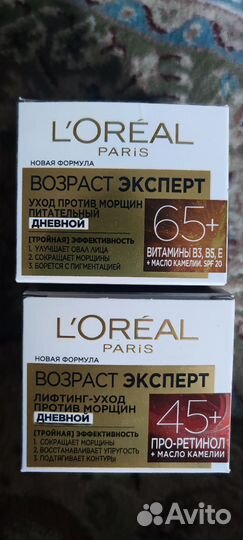 L'ORÉAL
PARIS
НОВАЯ ФОРМУЛА
ВОЗРАСТ ЭКСПЕРТ
УХОД ПРОТИВ МОРЩИН
ПИТАТЕЛЬНЫЙ
ДНЕВНОЙ
[ТРОЙНАЯ] ЭФФЕКТИВНОСТЬ
1. УЛУЧШАЕТ ОВАЛ ЛИЦА
2. СОКРАЩАЕТ МОРЩИНЫ
3. БОРЕТСЯ С ПИГМЕНТАЦИЕЙ
65+
ВИТАМИНЫ B3, B5, E
+ МАСЛО КАМЕЛИИ. SPF 20
L'ORÉAL
PARIS
НОВАЯ ФОРМУЛА
ВОЗРАСТ ЭКСПЕРТ
ЛИФТИНГ-УХОД
ПРОТИВ МОРЩИН
ДНЕВНОЙ
[ТРОЙНАЯ] ЭФФЕКТИВНОСТЬ
1. СОКРАЩАЕТ МОРЩИНЫ
2. ВОССТАНАВЛИВАЕТ УПРУГОСТЬ
3. ПОДТЯГИВАЕТ КОНТУРЫ
45+
ПРО-РЕТИНОЛ
+ МАСЛО КАМЕЛИИ
Avito